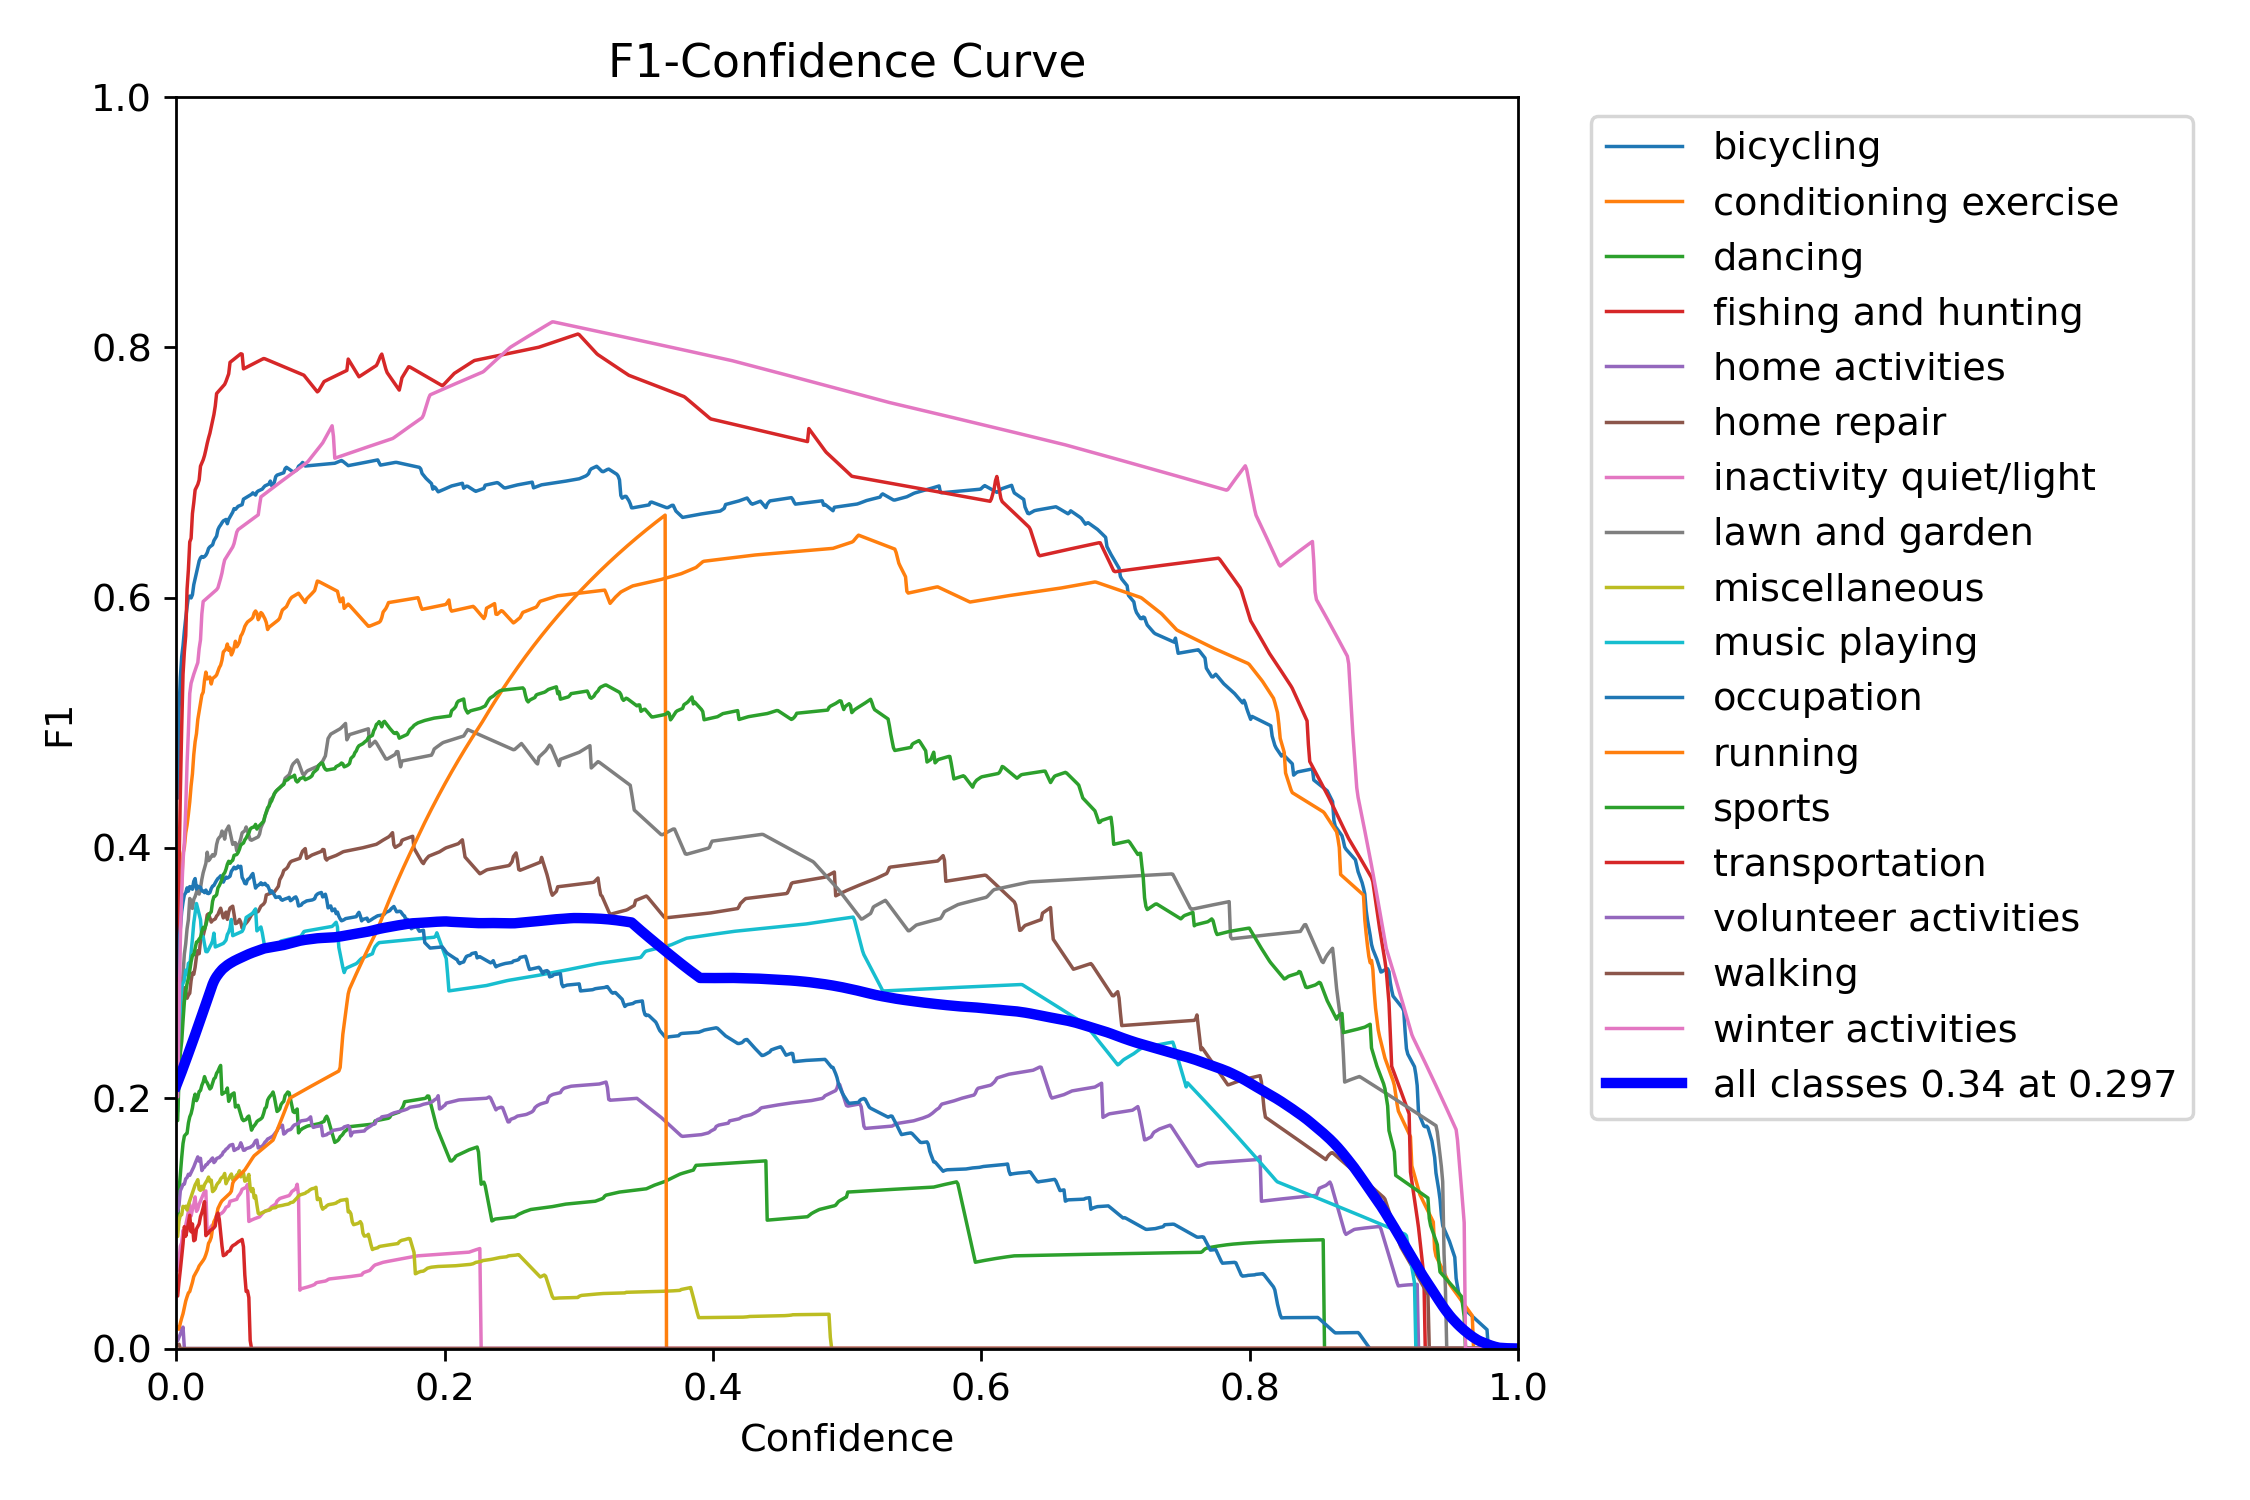 F1-Confidence Curve
1.0
0.8
0.6
0.4
0.2
0.0
F1
0.0 0.2 0.4 0.6 0.8 1.0
Confidence
bicycling
conditioning exercise
dancing
fishing and hunting
home activities
home repair
inactivity quiet/light
lawn and garden
miscellaneous
music playing
occupation
running
sports
transportation
volunteer activities
walking
winter activities
all classes 0.34 at 0.297